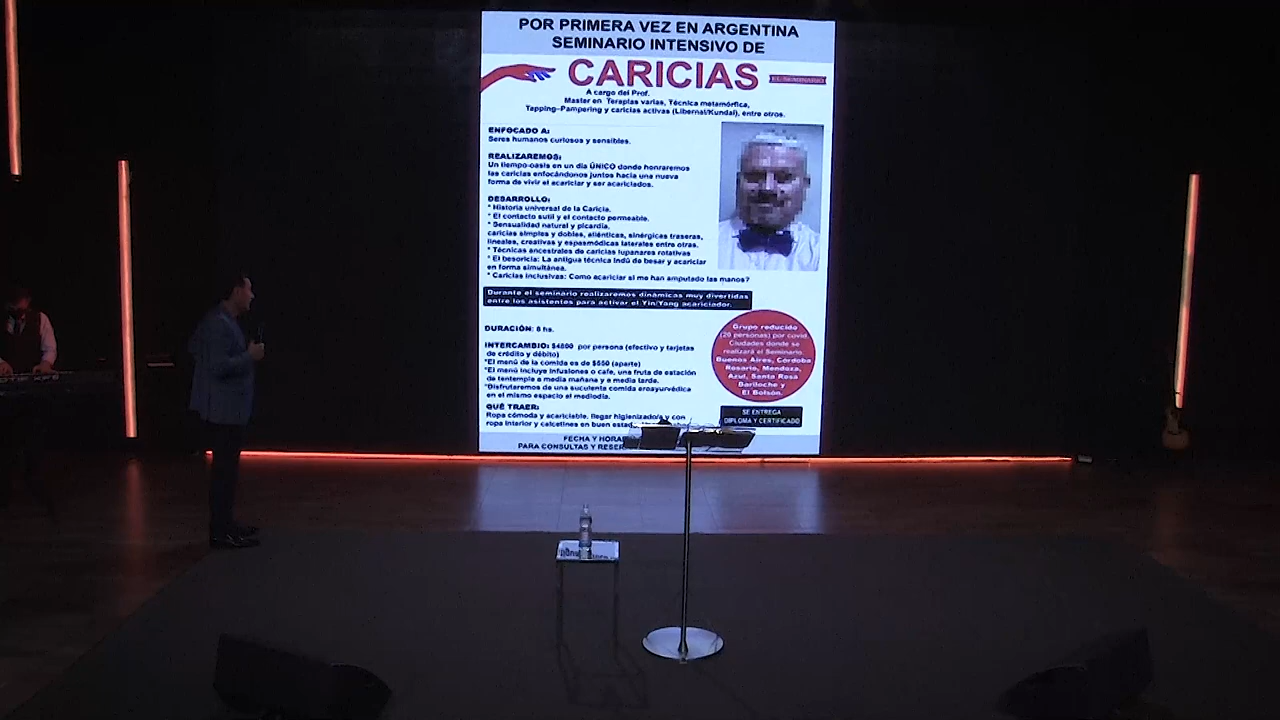 POR PRIMERA VEZ EN ARGENTINA
SEMINARIO INTENSIVO DE
CARICIAS
EL SEMINARIO
A cargo del Prof.
Master en Terapias varias, Técnica metamórfica,
Tapping-Pampering y caricias activas (Libernal/Kundal), entre otros.
ENFOCADO A:
Seres humanos curiosos y sensibles.
REALIZAREMOS:
Un tiempo-oasis en un día ÚNICO donde honraremos
las caricias enfocándonos juntos hacia una nueva
forma de vivir el acariciar y ser acariciados.
DESARROLLO:
* Historia universal de la Caricia.
* El contacto sutil y el contacto permeable.
* Sensualidad natural y picardía.
caricias simples y dobles, aliénticas, sinérgicas traseras,
lineales, creativas y espasmódicas laterales entre otras.
* Técnicas ancestrales de caricias lupanares rotativas
* El besoricia: La antigua técnica indú de besar y acariciar
en forma simultánea.
* Caricias inclusivas: Como acariciar si me han amputado las manos?
Durante el seminario realizaremos dinámicas muy divertidas
entre los asistentes para activar el Yin/Yang acariciador.
DURACIÓN: 8 hs.
INTERCAMBIO: $4800 por persona (efectivo y tarjetas
de crédito y débito)
*El menú de la comida es de $650 (aparte)
*El menú incluye infusiones o café, una fruta de estación
de tentempie a media mañana y a media tarde.
*Disfrutaremos de una suculenta comida eroayurvédica
en el mismo espacio al mediodía.
QUÉ TRAER:
Ropa cómoda y acariciable. llegar higienizado/a y con
ropa interior y calcetines en buen
Grupo reducido
(20 personas) por covid.
Ciudades donde se
realizará el Seminario
Buenos Aires, Córdoba
Rosario, Mendoza,
Azul, Santa Rosa
Bariloche y
El Bolsón.
SE ENTREGA
DIPLOMA Y CERTIFICADO
FECHA Y
PARA CONSULTAS Y